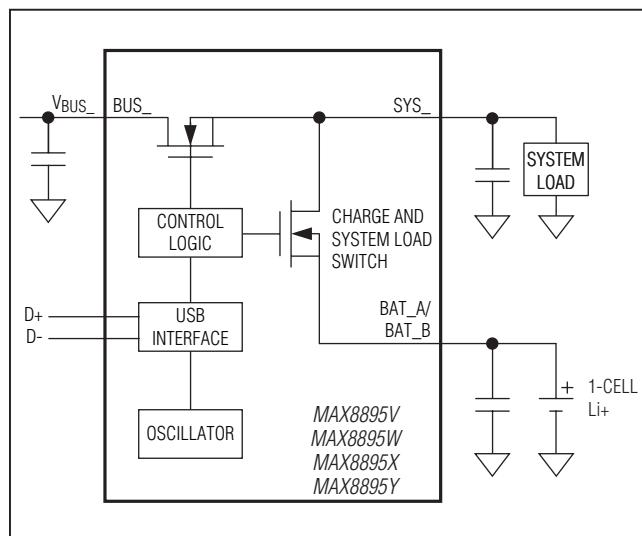 VBUS_
BUS_
SYS_
SYSTEM
LOAD
CONTROL
LOGIC
CHARGE AND
SYSTEM LOAD
SWITCH
D+
D-
USB
INTERFACE
BAT_A/
BAT_B
OSCILLATOR
+
1-CELL
Li+
MAX8895V
MAX8895W
MAX8895X
MAX8895Y